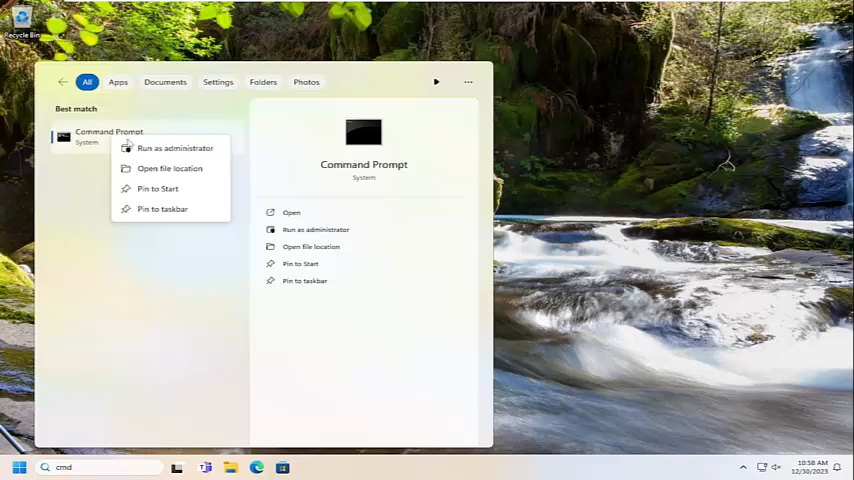 Recycle Bin
All
Apps
Documents
Settings
Folders
Photos
Best match
Command Prompt
System
Run as administrator
Open file location
Pin to Start
Pin to taskbar
Command Prompt
System
Open
Run as administrator
Open file location
Pin to Start
Pin to taskbar
cmd
10:58 AM
12/30/2023